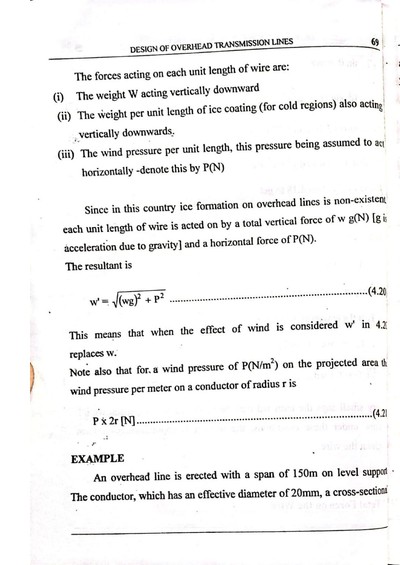 DESIGN OF OVERHEAD TRANSMISSION LINES 69
The forces acting on each unit length of wire are:
(i) The weight W acting vertically downward
(ii) The weight per unit length of ice coating (for cold regions) also acting
vertically downwards.
(iii) The wind pressure per unit length, this pressure being assumed to act
horizontally -denote this by P(N)
Since in this country ice formation on overhead lines is non-existent
each unit length of wire is acted on by a total vertical force of w g(N) [g is
acceleration due to gravity] and a horizontal force of P(N).
The resultant is
w' = √(wg)² + P² ....................................................(4.20
This means that when the effect of wind is considered w' in 4.2
replaces w.
Note also that for a wind pressure of P(N/m²) on the projected area th
wind pressure per meter on a conductor of radius r is
P x 2r [N]............................................................(4.21
EXAMPLE
An overhead line is erected with a span of 150m on level support
The conductor, which has an effective diameter of 20mm, a cross-sectional